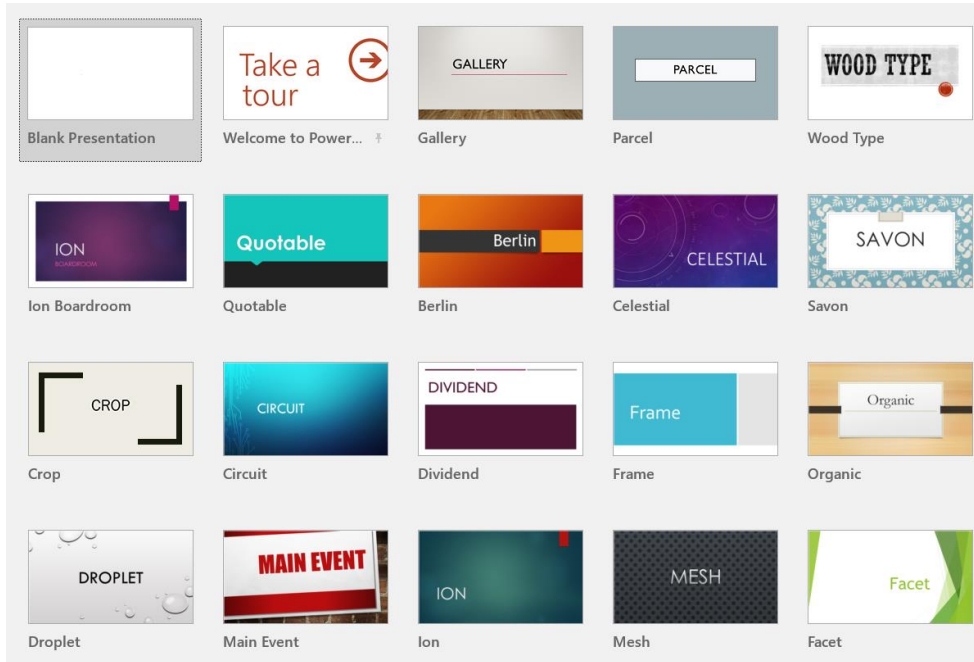 Take a
tour
GALLERY
PARCEL
WOOD TYPE
Blank Presentation
Welcome to Power...
Gallery
Parcel
Wood Type
ION
BOARDROOM
Quotable
Berlin
CELESTIAL
SAVON
Ion Boardroom
Quotable
Berlin
Celestial
Savon
CROP
CIRCUIT
DIVIDEND
Frame
Organic
Crop
Circuit
Dividend
Frame
Organic
DROPLET
MAIN EVENT
ION
MESH
Facet
Droplet
Main Event
Ion
Mesh
Facet